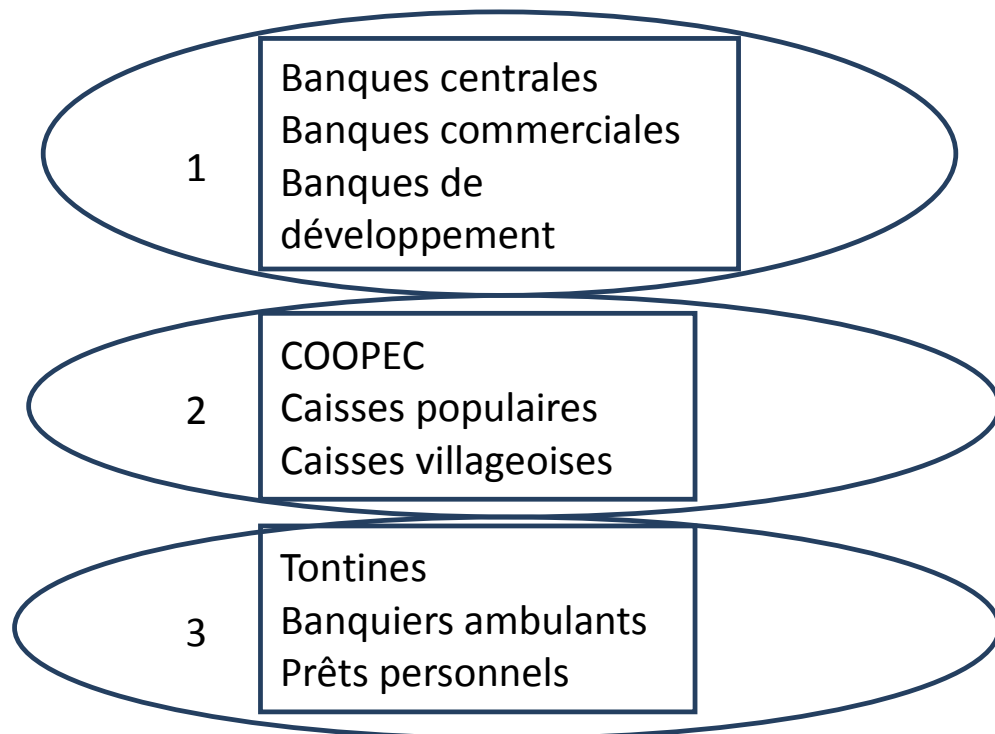 1
Banques centrales
Banques commerciales
Banques de
développement
2
COOPEC
Caisses populaires
Caisses villageoises
3
Tontines
Banquiers ambulants
Prêts personnels